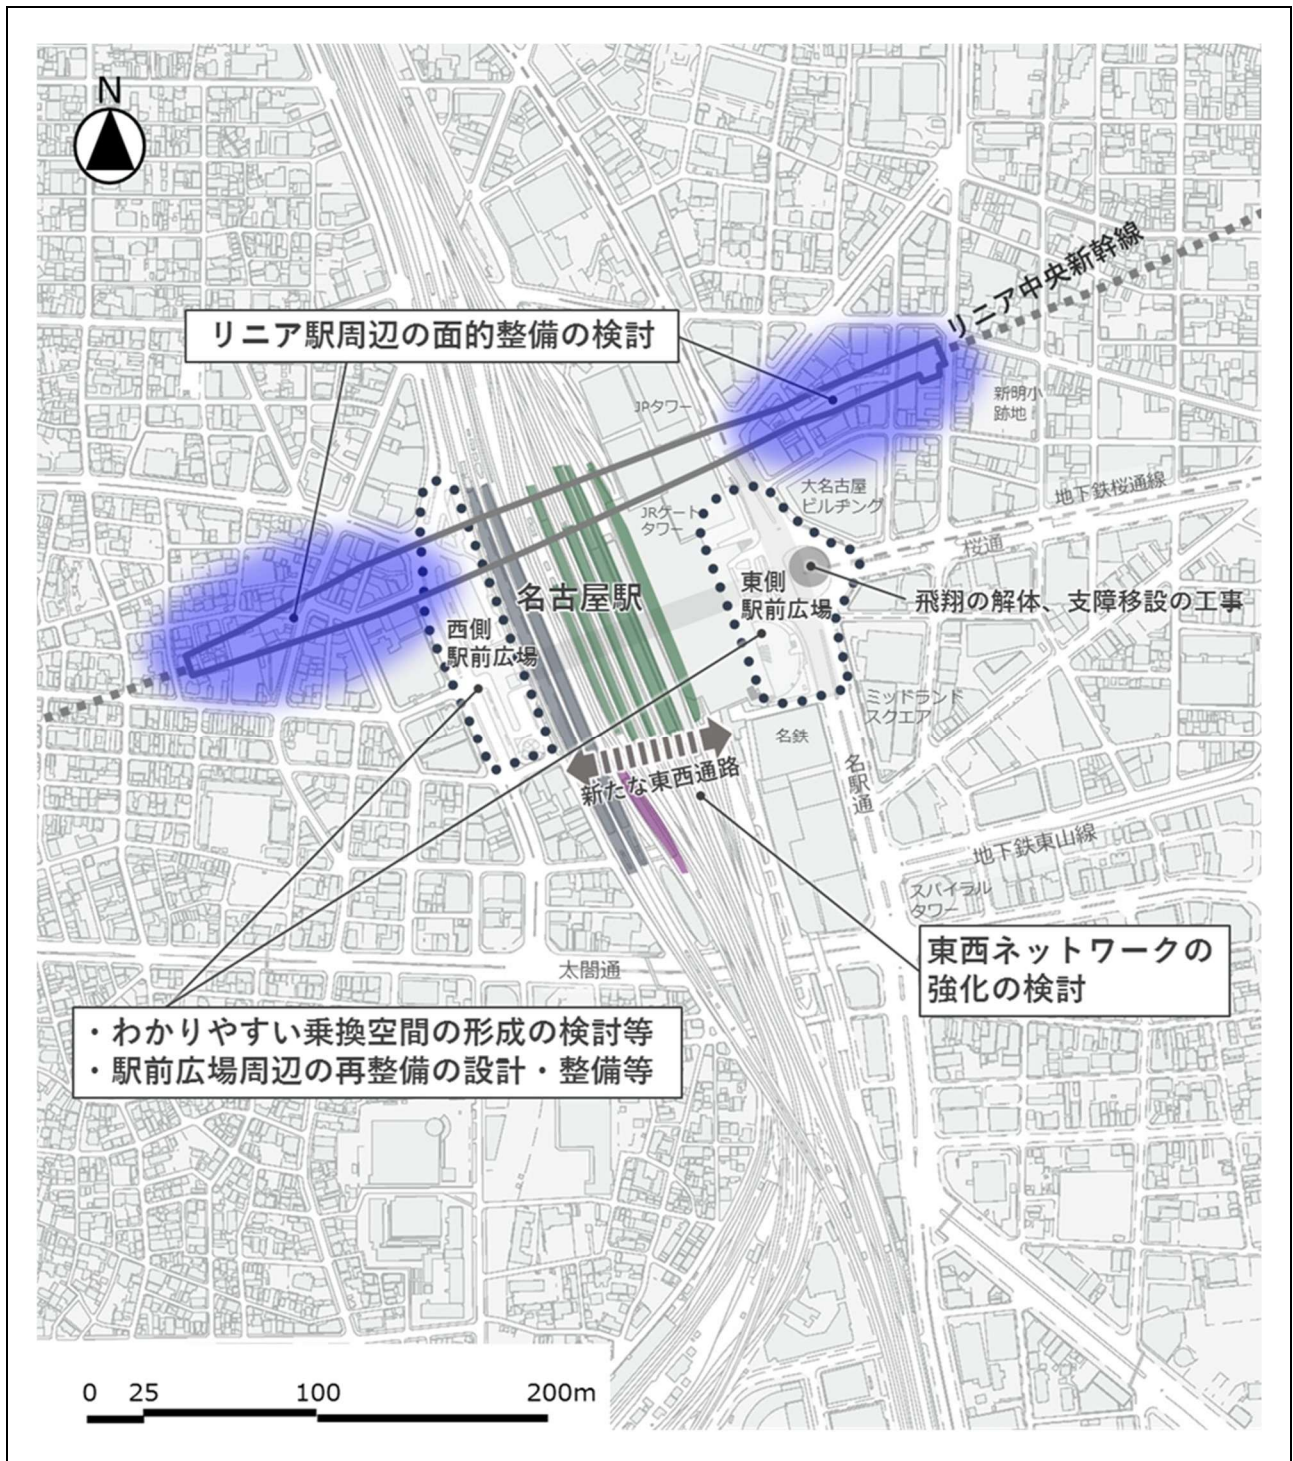 N
リニア中央新幹線
リニア駅周辺の面的整備の検討
新明小
跡地
JPタワー
大名古屋
ビルヂング
地下鉄桜通線
JRゲート
タワー
桜通
東側
駅前広場
名古屋駅
飛翔の解体、支障移設の工事
西側
駅前広場
ミッドランド
スクエア
名鉄
新たな東西通路
名駅通
地下鉄東山線
スパイラル
タワー
東西ネットワークの
強化の検討
太閤通
・わかりやすい乗換空間の形成の検討等
・駅前広場周辺の再整備の設計・整備等
0 25 100 200m